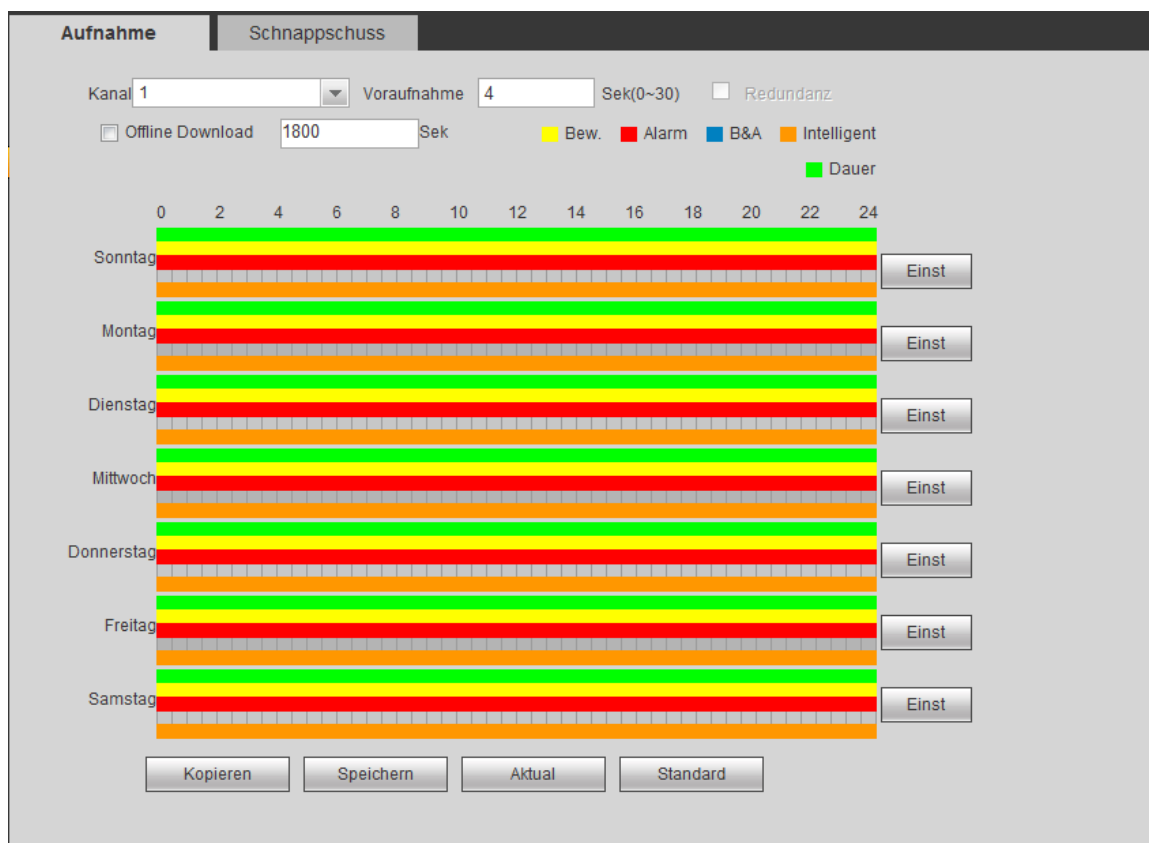 Aufnahme Schnappschuss
Kanal 1 Voraufnahme 4 Sek(0~30) Redundanz
Offline Download 1800 Sek Bew. Alarm B&A Intelligent
Dauer
0 2 4 6 8 10 12 14 16 18 20 22 24
Sonntag Einst
Montag Einst
Dienstag Einst
Mittwoch Einst
Donnerstag Einst
Freitag Einst
Samstag Einst
Kopieren Speichern Aktual Standard